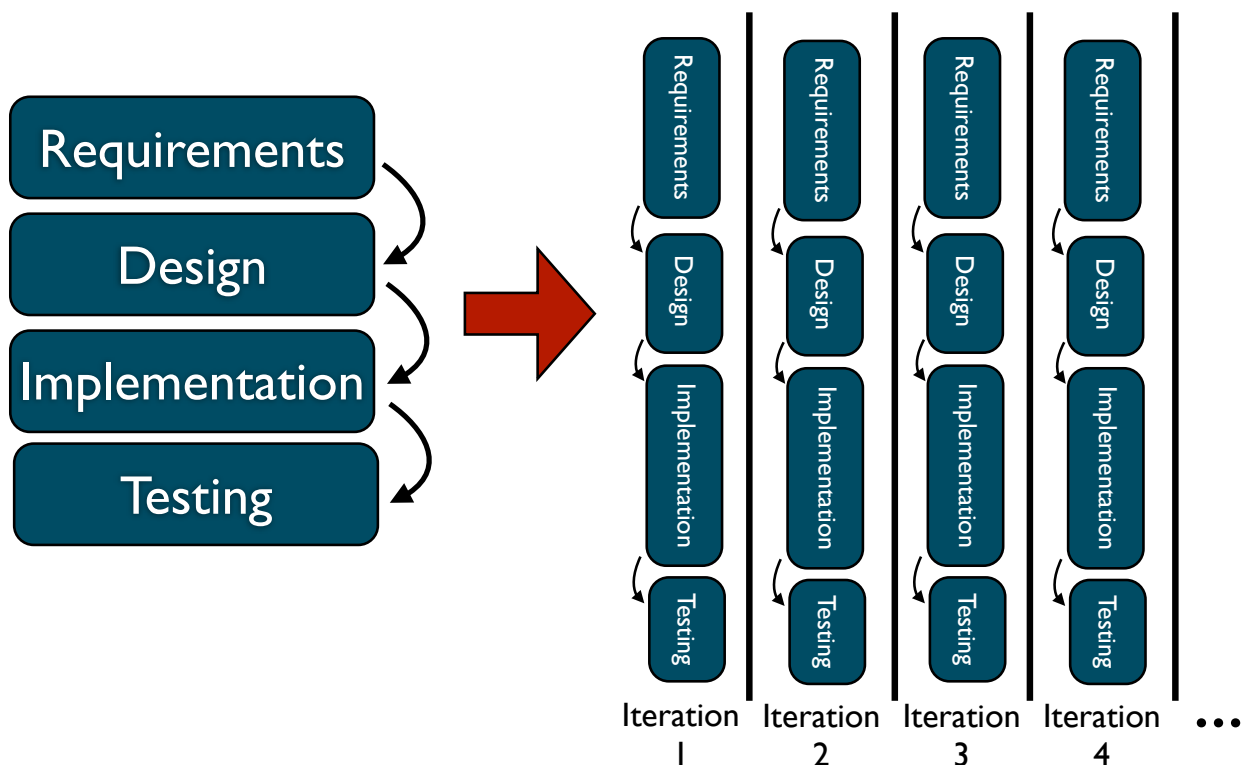 Requirements
Design
Implementation
Testing
Requirements
Design
Implementation
Testing
Iteration
1
Requirements
Design
Implementation
Testing
Iteration
2
Requirements
Design
Implementation
Testing
Iteration
3
Requirements
Design
Implementation
Testing
Iteration
4
...